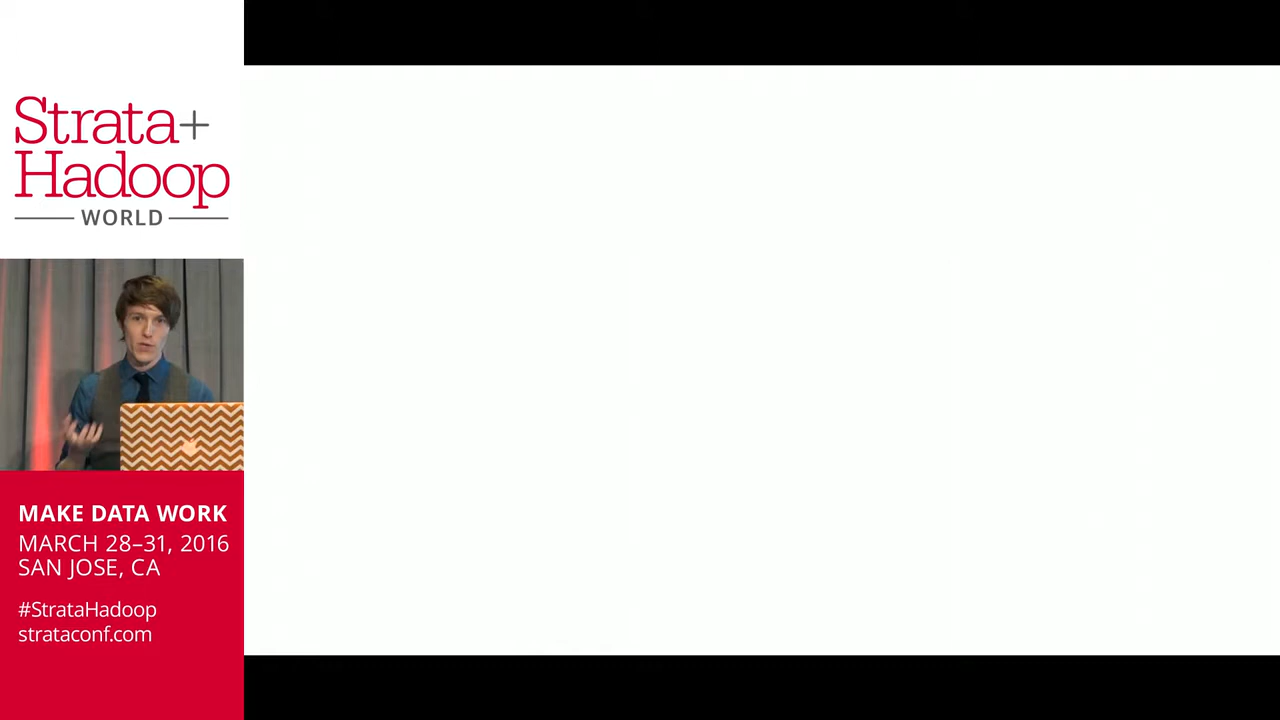 Strata+
Hadoop
WORLD
MAKE DATA WORK
MARCH 28–31, 2016
SAN JOSE, CA
#StrataHadoop
strataconf.com